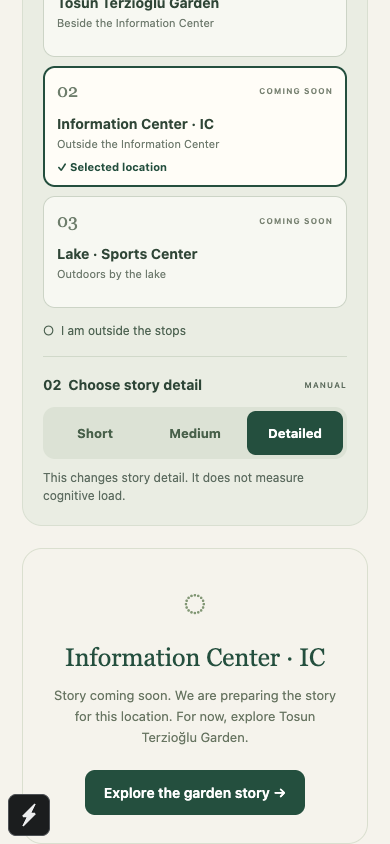 Tosun Terzioğlu Garden
Beside the Information Center
02
COMING SOON
Information Center · IC
Outside the Information Center
✓ Selected location
03
COMING SOON
Lake · Sports Center
Outdoors by the lake
I am outside the stops
02 Choose story detail
MANUAL
Short
Medium
Detailed
This changes story detail. It does not measure
cognitive load.
Information Center · IC
Story coming soon. We are preparing the story
for this location. For now, explore Tosun
Terzioğlu Garden.
Explore the garden story →